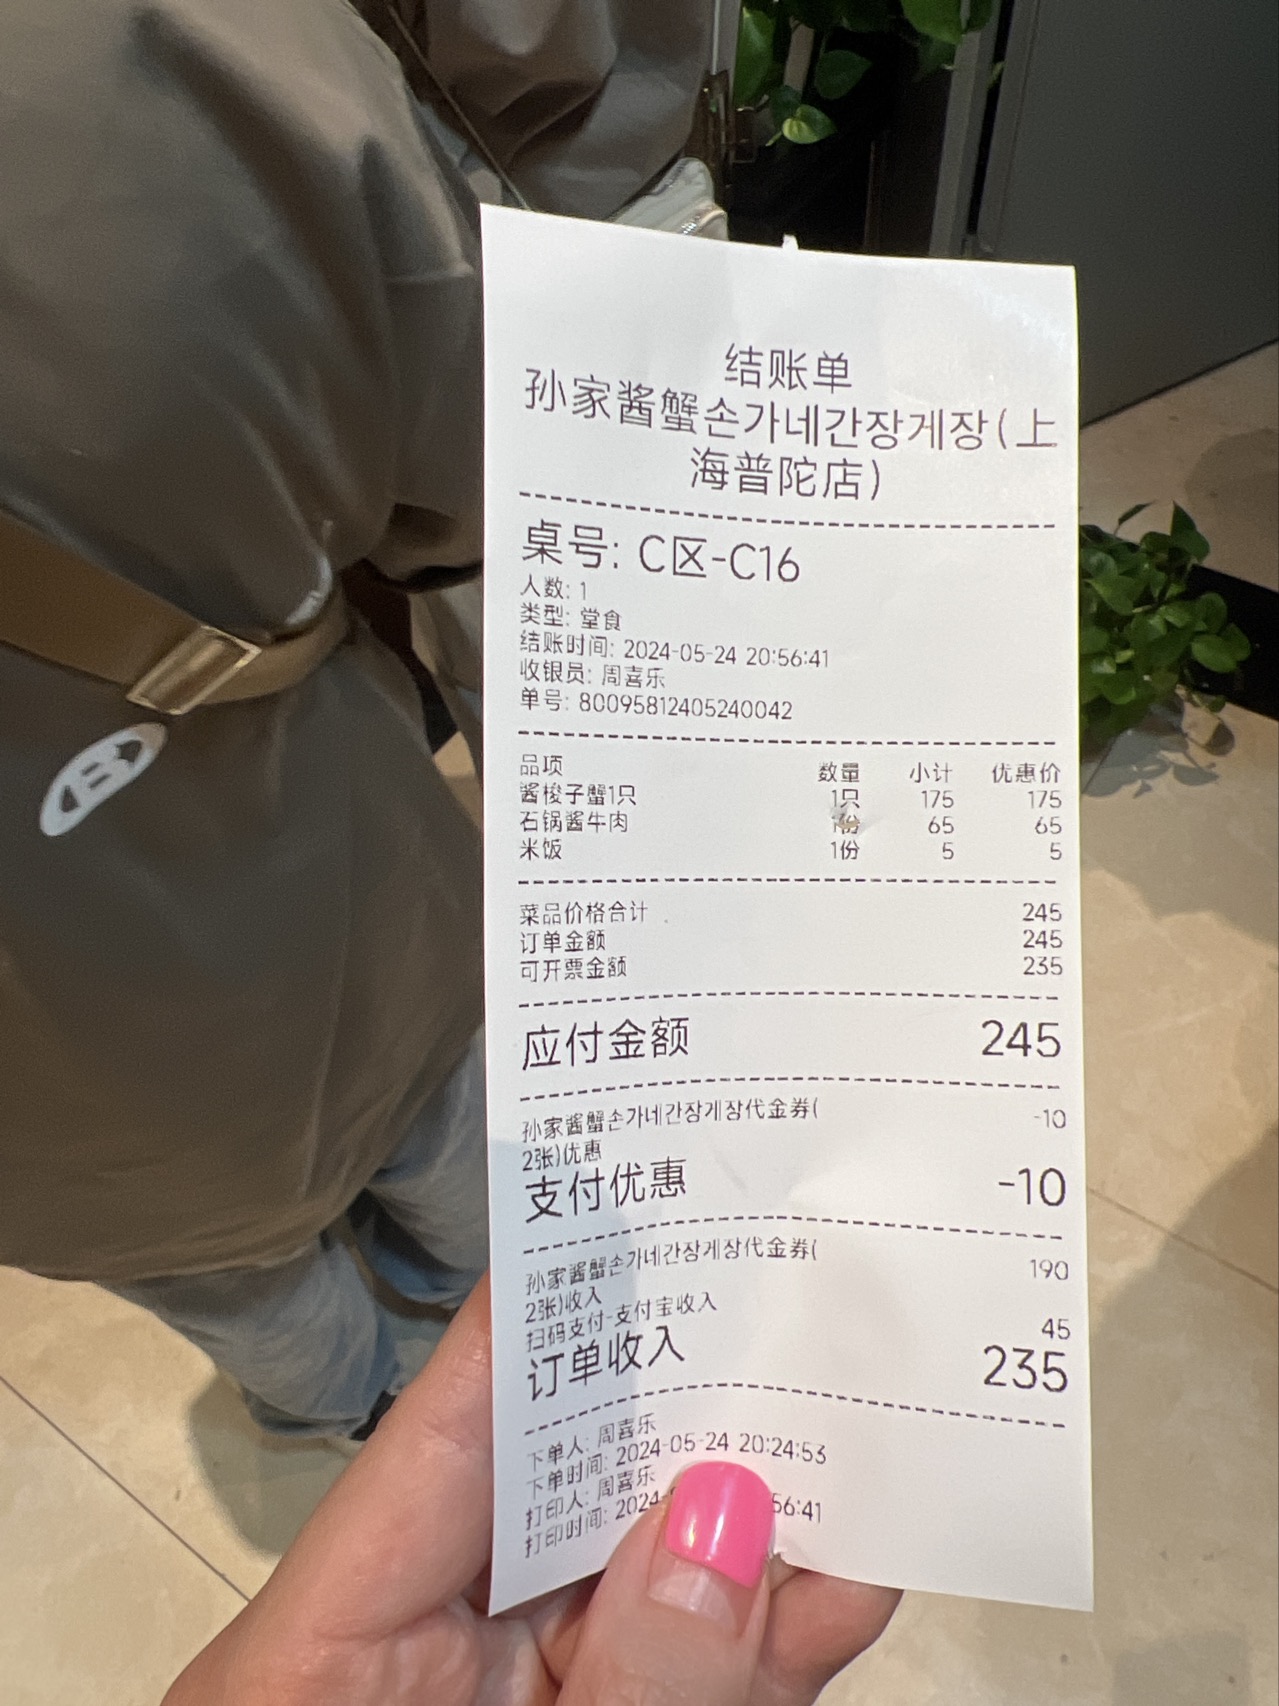 结账单
孙家酱蟹손가네간장게장(上
海普陀店)
桌号: C区-C16
人数: 1
类型: 堂食
结账时间: 2024-05-24 20:56:41
收银员: 周喜乐
单号: 80095812405240042
品项 数量 小计 优惠价
酱梭子蟹1只 1只 175 175
石锅酱牛肉 1份 65 65
米饭 1份 5 5
菜品价格合计 245
订单金额 245
可开票金额 235
应付金额 245
孙家酱蟹손가네간장게장代金券( -10
2张)优惠
支付优惠 -10
孙家酱蟹손가네간장게장代金券( 190
2张)收入
扫码支付-支付宝收入 45
订单收入 235
下单人: 周喜乐
下单时间: 2024-05-24 20:24:53
打印人: 周喜乐
打印时间: 2024- 56:41
B